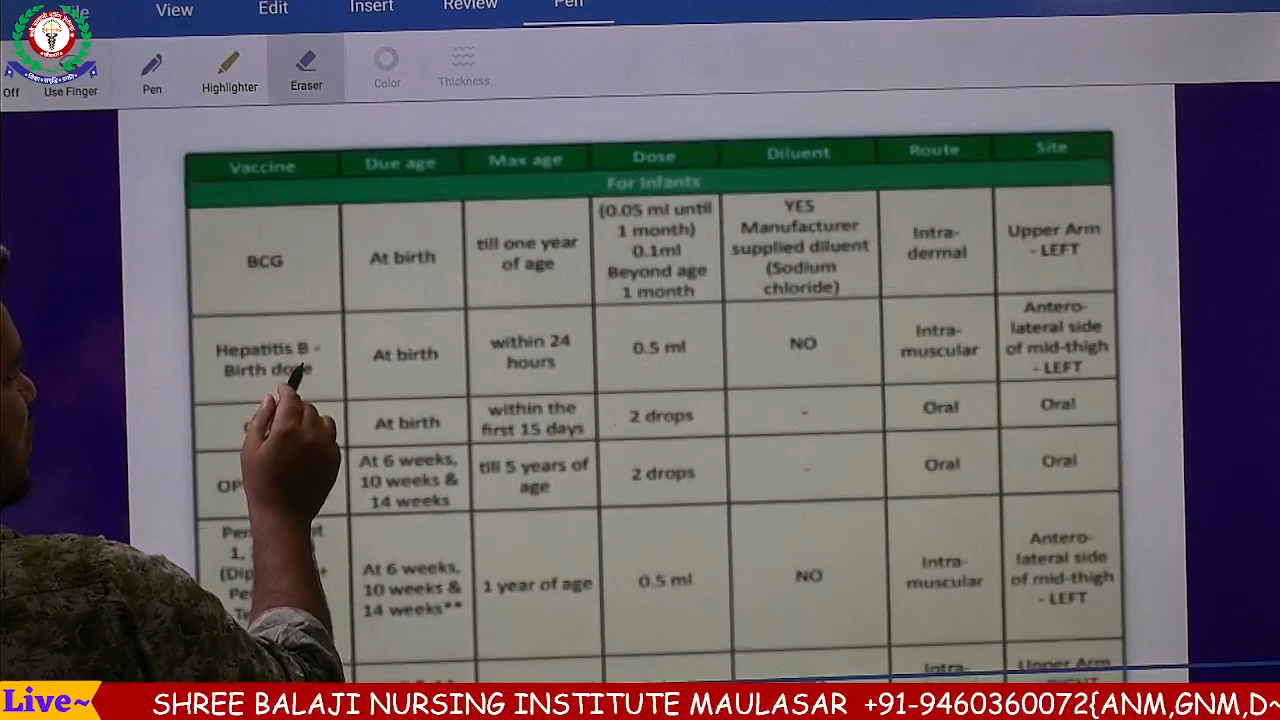 File View Edit Insert Review Pen
Off Use Finger Pen Highlighter Eraser Color Thickness
Vaccine Due age Max age Dose Diluent Route Site
For Infants
BCG
At birth
till one year
of age
(0.05 ml until
1 month)
0.1ml
Beyond age
1 month
YES
Manufacturer
supplied diluent
(Sodium
chloride)
Intra-
dermal
Upper Arm
- LEFT
Hepatitis B -
Birth dose
At birth
within 24
hours
0.5 ml
NO
Intra-
muscular
Antero-
lateral side
of mid-thigh
- LEFT
At birth
within the
first 15 days
2 drops
-
Oral
Oral
OP
At 6 weeks,
10 weeks &
14 weeks
till 5 years of
age
2 drops
-
Oral
Oral
1,
(Dip
+
At 6 weeks,
10 weeks &
14 weeks**
1 year of age
0.5 ml
NO
Intra-
muscular
Antero-
lateral side
of mid-thigh
- LEFT
Intra-
Upper Arm
Live~ SHREE BALAJI NURSING INSTITUTE MAULASAR +91-9460360072{ANM,GNM,D~